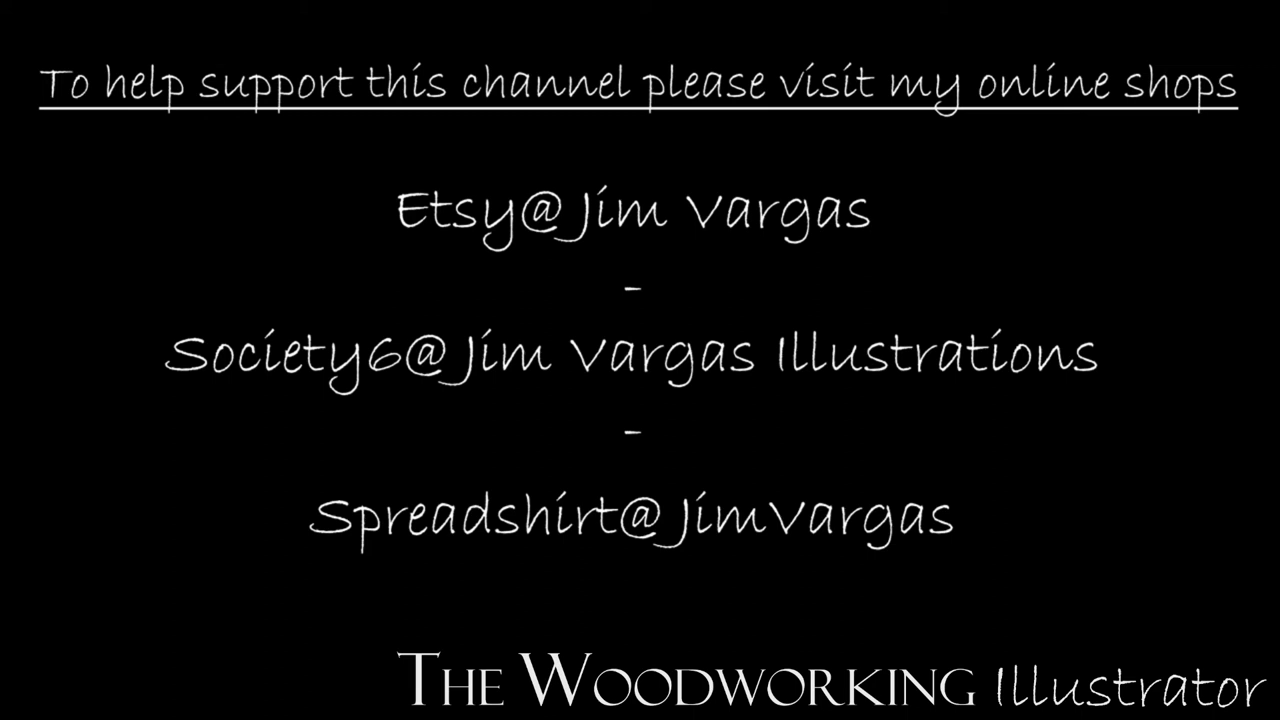 To help support this channel please visit my online shops
Etsy@Jim Vargas
-
Society6@Jim Vargas Illustrations
-
Spreadshirt@JimVargas
The Woodworking Illustrator